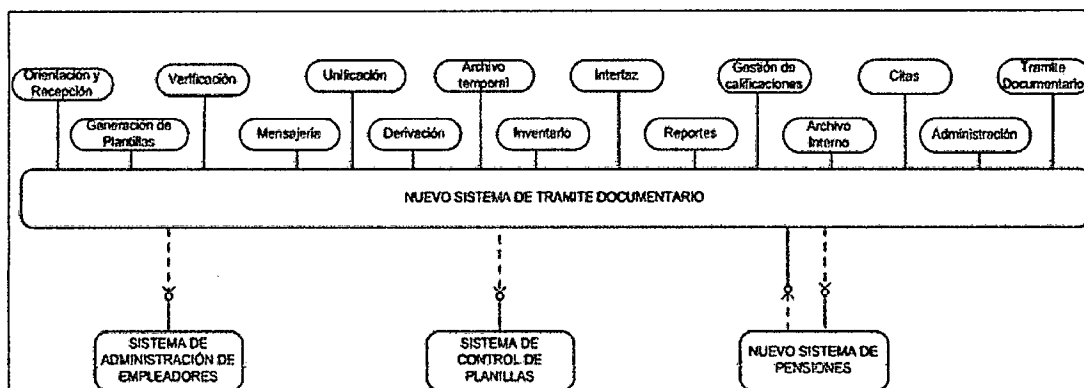 Orientación y
Recepción
Verificación
Unificación
Archivo
temporal
Interfaz
Gestión de
calificaciones
Citas
Tramite
Documentario
Generación de
Plantillas
Mensajería
Derivación
Inventario
Reportes
Archivo
Interno
Administración
NUEVO SISTEMA DE TRAMITE DOCUMENTARIO
SISTEMA DE
ADMINISTRACIÓN DE
EMPLEADORES
SISTEMA DE
CONTROL DE
PLANILLAS
NUEVO SISTEMA DE
PENSIONES